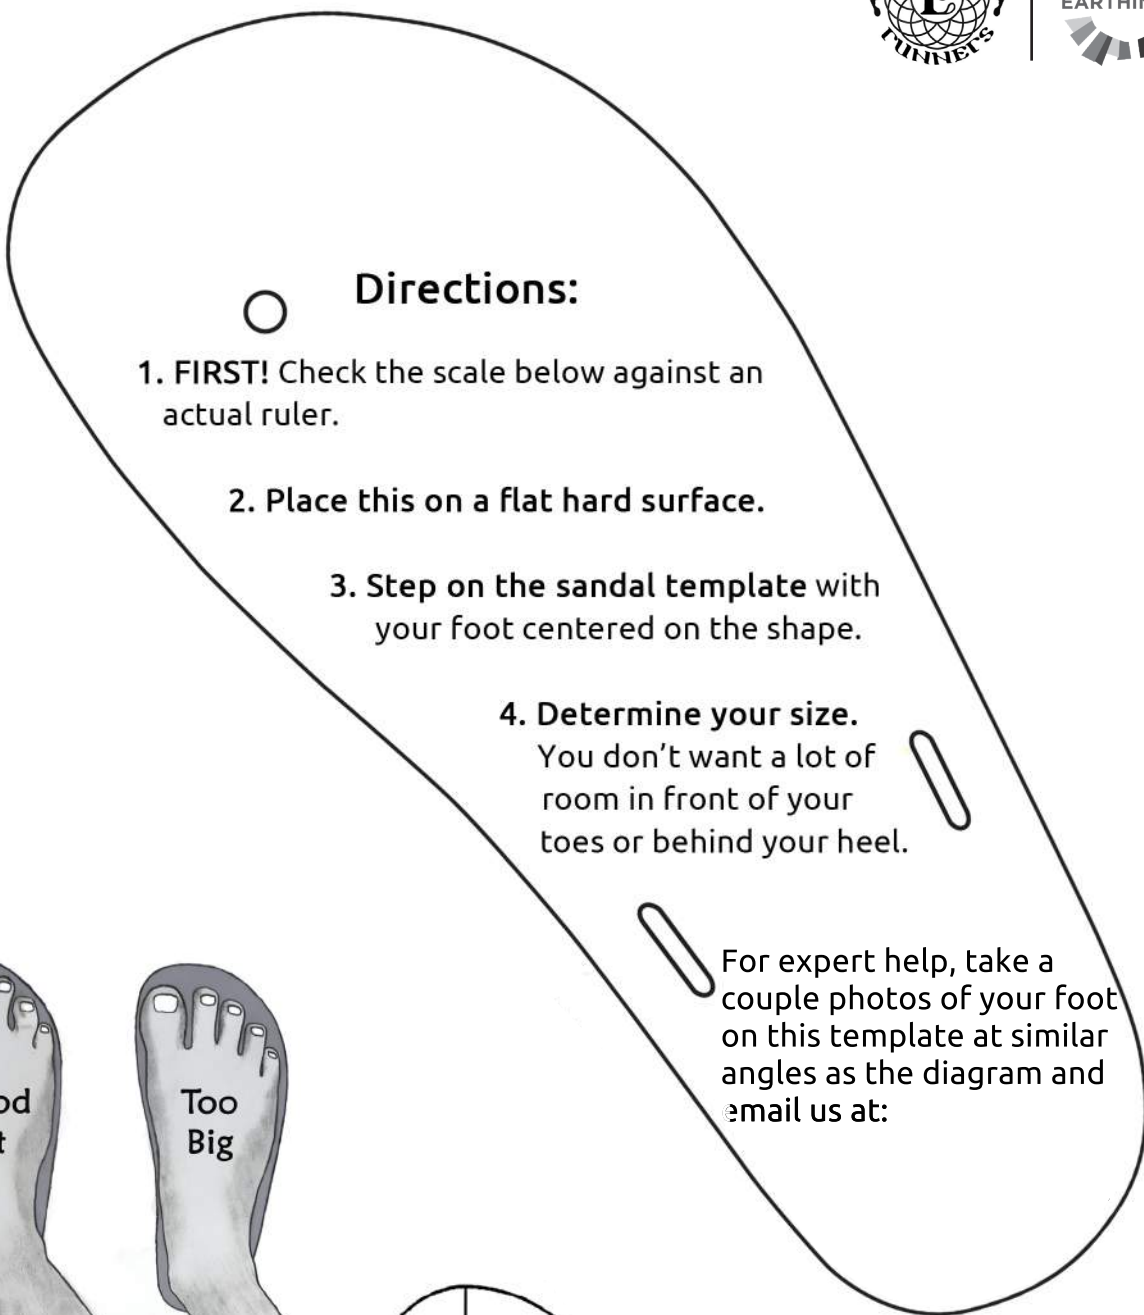 RUNNERS
Directions:
1. FIRST! Check the scale below against an
actual ruler.
2. Place this on a flat hard surface.
3. Step on the sandal template with
your foot centered on the shape.
4. Determine your size.
You don’t want a lot of
room in front of your
toes or behind your heel.
For expert help, take a
couple photos of your foot
on this template at similar
angles as the diagram and
email us at:
Too
Big